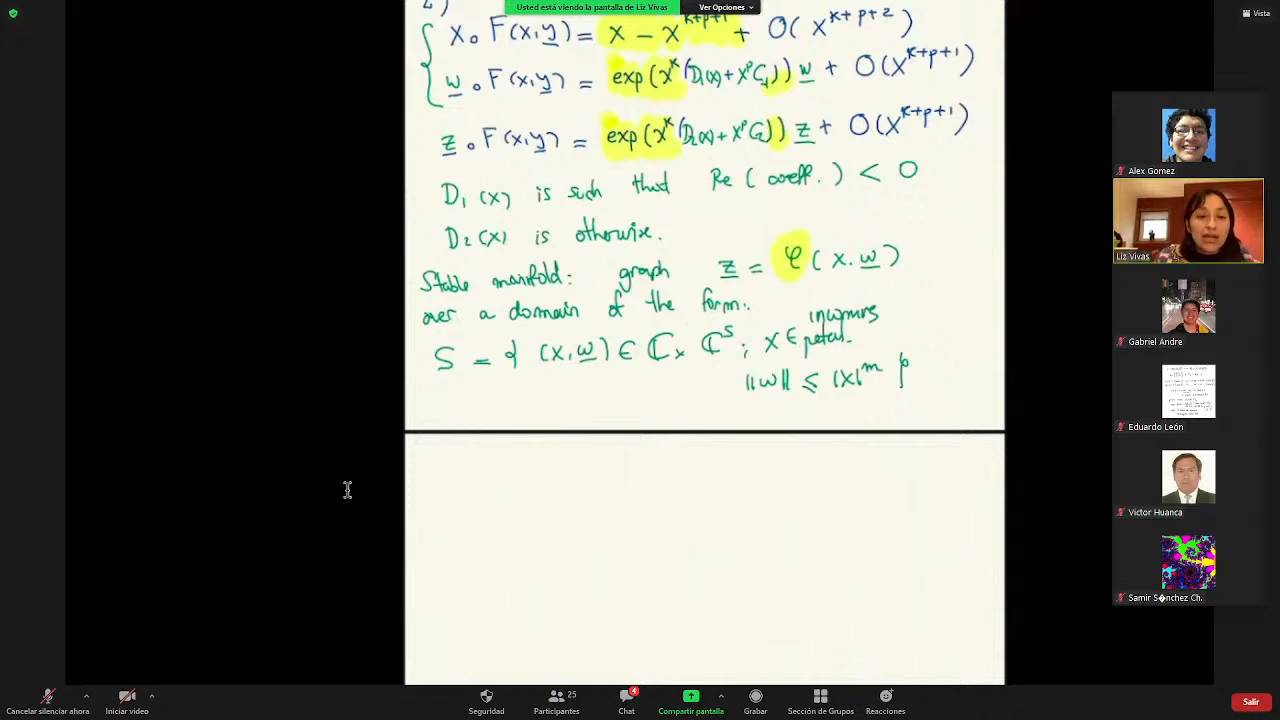 Usted está viendo la pantalla de Liz Vivas
Ver Opciones
Vista
2)
x∘F(x,y) = x − x^{k+p+1} + O(x^{k+p+2})
w∘F(x,y) = exp(x^k(D₁(x)+x^p C₁))w + O(x^{k+p+1})
z∘F(x,y) = exp(x^k(D₂(x)+x^p C₂))z + O(x^{k+p+1})
D₁(x) is such that Re(coeff.) < 0
D₂(x) is otherwise.
Stable manifold: graph z = φ(x.w)
over a domain of the form:
S = { (x,w) ∈ ℂ× ℂ^s ; x ∈ petal.
‖w‖ ≤ |x|^m }
Alex Gomez
Liz Vivas
Gabriel Andre
Eduardo León
Victor Huanca
Samir S�nchez Ch.
Cancelar silenciar ahora
Iniciar video
Seguridad
25
Participantes
4
Chat
Compartir pantalla
Grabar
Sección de Grupos
Reacciones
Salir